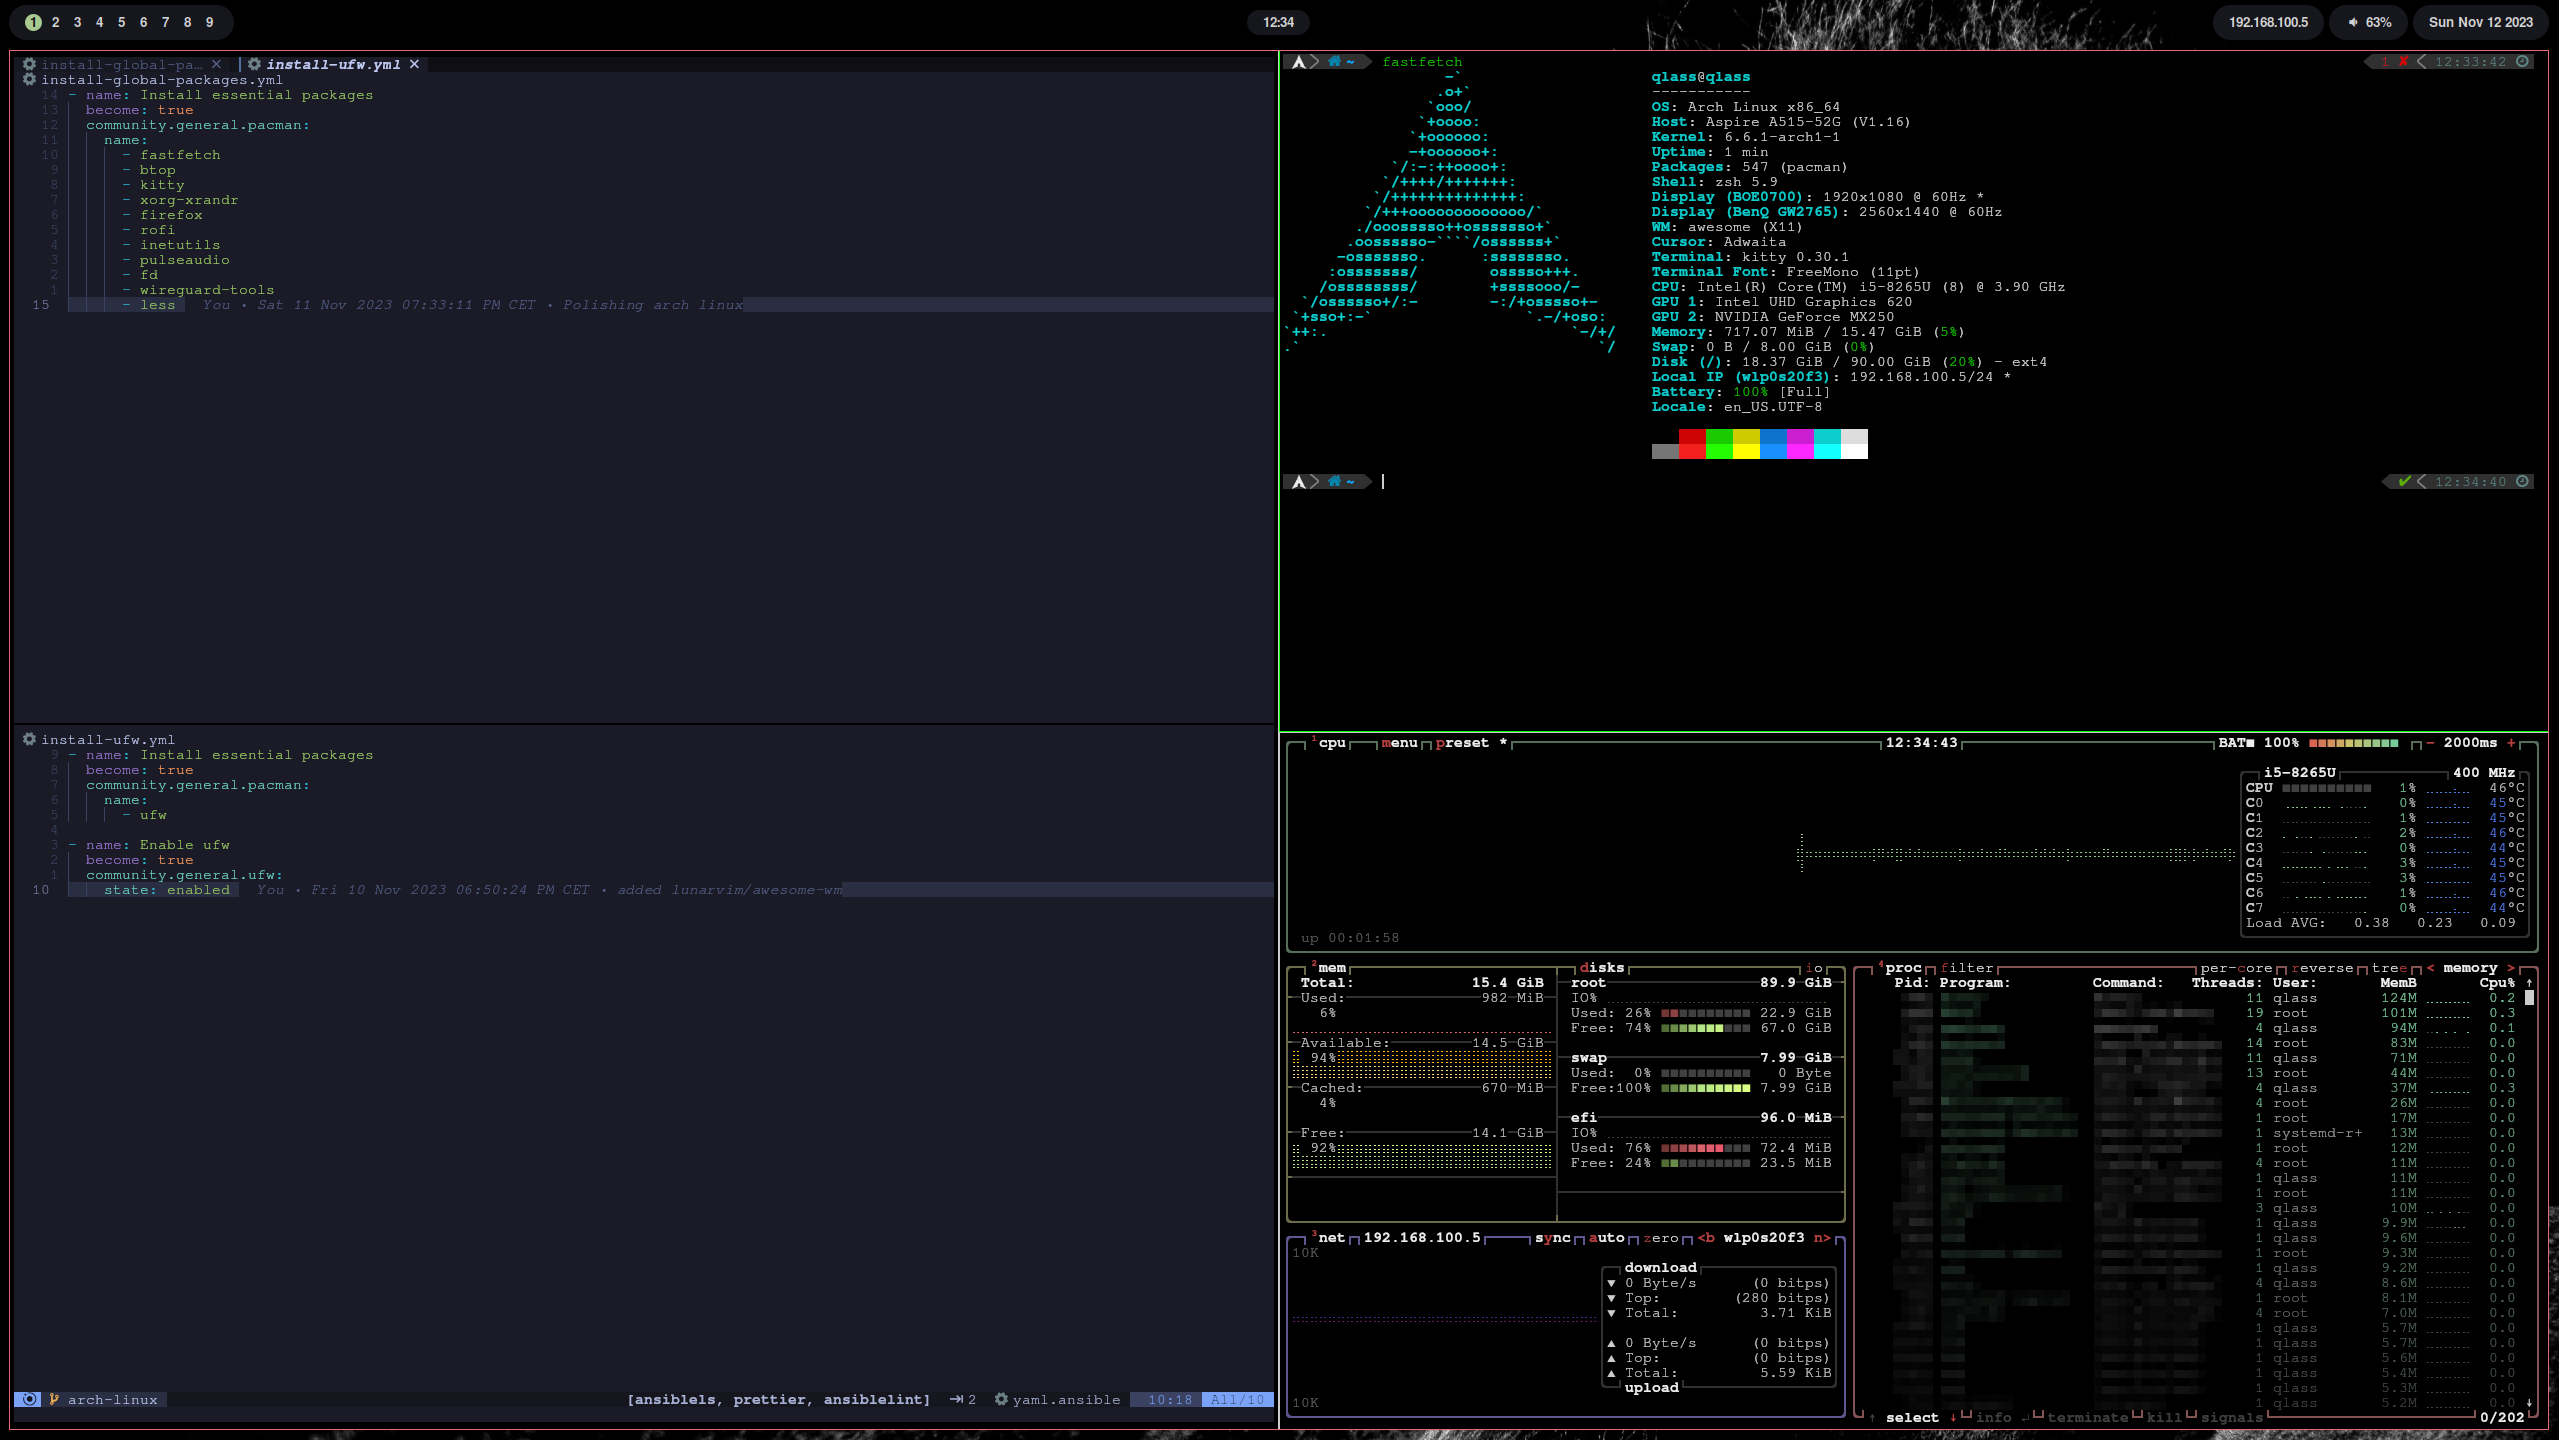 1 2 3 4 5 6 7 8 9
12:34
192.168.100.5
63%
Sun Nov 12 2023
install-global-pa… ✕
install-ufw.yml ✕
install-global-packages.yml
14 - name: Install essential packages
13 become: true
12 community.general.pacman:
11 name:
10 - fastfetch
9 - btop
8 - kitty
7 - xorg-xrandr
6 - firefox
5 - rofi
4 - inetutils
3 - pulseaudio
2 - fd
1 - wireguard-tools
15 - less You • Sat 11 Nov 2023 07:33:11 PM CET • Polishing arch linux
install-ufw.yml
9 - name: Install essential packages
8 become: true
7 community.general.pacman:
6 name:
5 - ufw
4
3 - name: Enable ufw
2 become: true
1 community.general.ufw:
10 state: enabled You • Fri 10 Nov 2023 06:50:24 PM CET • added lunarvim/awesome-wm
arch-linux [ansiblels, prettier, ansiblelint] 2 yaml.ansible 10:18 All/10
~ fastfetch 1 ✘ 12:33:42
-`
.o+`
`ooo/
`+oooo:
`+oooooo:
-+oooooo+:
`/:-:++oooo+:
`/++++/+++++++:
`/++++++++++++++:
`/+++ooooooooooooo/`
./ooosssso++osssssso+`
.oossssso-````/ossssss+`
-osssssso. :ssssssso.
:osssssss/ osssso+++.
/ossssssss/ +ssssooo/-
`/ossssso+/:- -:/+osssso+-
`+sso+:-` `.-/+oso:
`++:. `-/+/
.` `/
qlass@qlass
-----------
OS: Arch Linux x86_64
Host: Aspire A515-52G (V1.16)
Kernel: 6.6.1-arch1-1
Uptime: 1 min
Packages: 547 (pacman)
Shell: zsh 5.9
Display (BOE0700): 1920x1080 @ 60Hz *
Display (BenQ GW2765): 2560x1440 @ 60Hz
WM: awesome (X11)
Cursor: Adwaita
Terminal: kitty 0.30.1
Terminal Font: FreeMono (11pt)
CPU: Intel(R) Core(TM) i5-8265U (8) @ 3.90 GHz
GPU 1: Intel UHD Graphics 620
GPU 2: NVIDIA GeForce MX250
Memory: 717.07 MiB / 15.47 GiB (5%)
Swap: 0 B / 8.00 GiB (0%)
Disk (/): 18.37 GiB / 90.00 GiB (20%) - ext4
Local IP (wlp0s20f3): 192.168.100.5/24 *
Battery: 100% [Full]
Locale: en_US.UTF-8
~ ✔ 12:34:40
¹cpu menu preset * 12:34:43 BAT■ 100% - 2000ms +
i5-8265U 400 MHz
CPU 1% 46°C
C0 0% 45°C
C1 1% 45°C
C2 2% 46°C
C3 0% 44°C
C4 3% 45°C
C5 3% 45°C
C6 1% 46°C
C7 0% 44°C
Load AVG: 0.38 0.23 0.09
up 00:01:58
²mem
Total: 15.4 GiB
Used: 982 MiB
6%
Available: 14.5 GiB
94%
Cached: 670 MiB
4%
Free: 14.1 GiB
92%
disks io
root 89.9 GiB
IO%
Used: 26% 22.9 GiB
Free: 74% 67.0 GiB
swap 7.99 GiB
Used: 0% 0 Byte
Free:100% 7.99 GiB
efi 96.0 MiB
IO%
Used: 76% 72.4 MiB
Free: 24% 23.5 MiB
³net 192.168.100.5 sync auto zero <b wlp0s20f3 n>
10K
download
▼ 0 Byte/s (0 bitps)
▼ Top: (280 bitps)
▼ Total: 3.71 KiB
▲ 0 Byte/s (0 bitps)
▲ Top: (0 bitps)
▲ Total: 5.59 KiB
upload
10K
⁴proc filter per-core reverse tree < memory >
Pid: Program: Command: Threads: User: MemB Cpu% ↑
11 qlass 124M 0.2
19 root 101M 0.3
4 qlass 94M 0.1
14 root 83M 0.0
11 qlass 71M 0.0
13 root 44M 0.0
4 qlass 37M 0.3
4 root 26M 0.0
1 root 17M 0.0
1 systemd-r+ 13M 0.0
1 root 12M 0.0
4 root 11M 0.0
1 qlass 11M 0.0
1 root 11M 0.0
3 qlass 10M 0.0
1 qlass 9.9M 0.0
1 qlass 9.6M 0.0
1 root 9.3M 0.0
1 qlass 9.2M 0.0
4 qlass 8.6M 0.0
1 root 8.1M 0.0
4 root 7.0M 0.0
1 qlass 5.7M 0.0
1 qlass 5.7M 0.0
1 qlass 5.6M 0.0
1 qlass 5.4M 0.0
1 qlass 5.3M 0.0
1 qlass 5.2M 0.0
↑ select ↓ info ↲ terminate kill signals 0/202